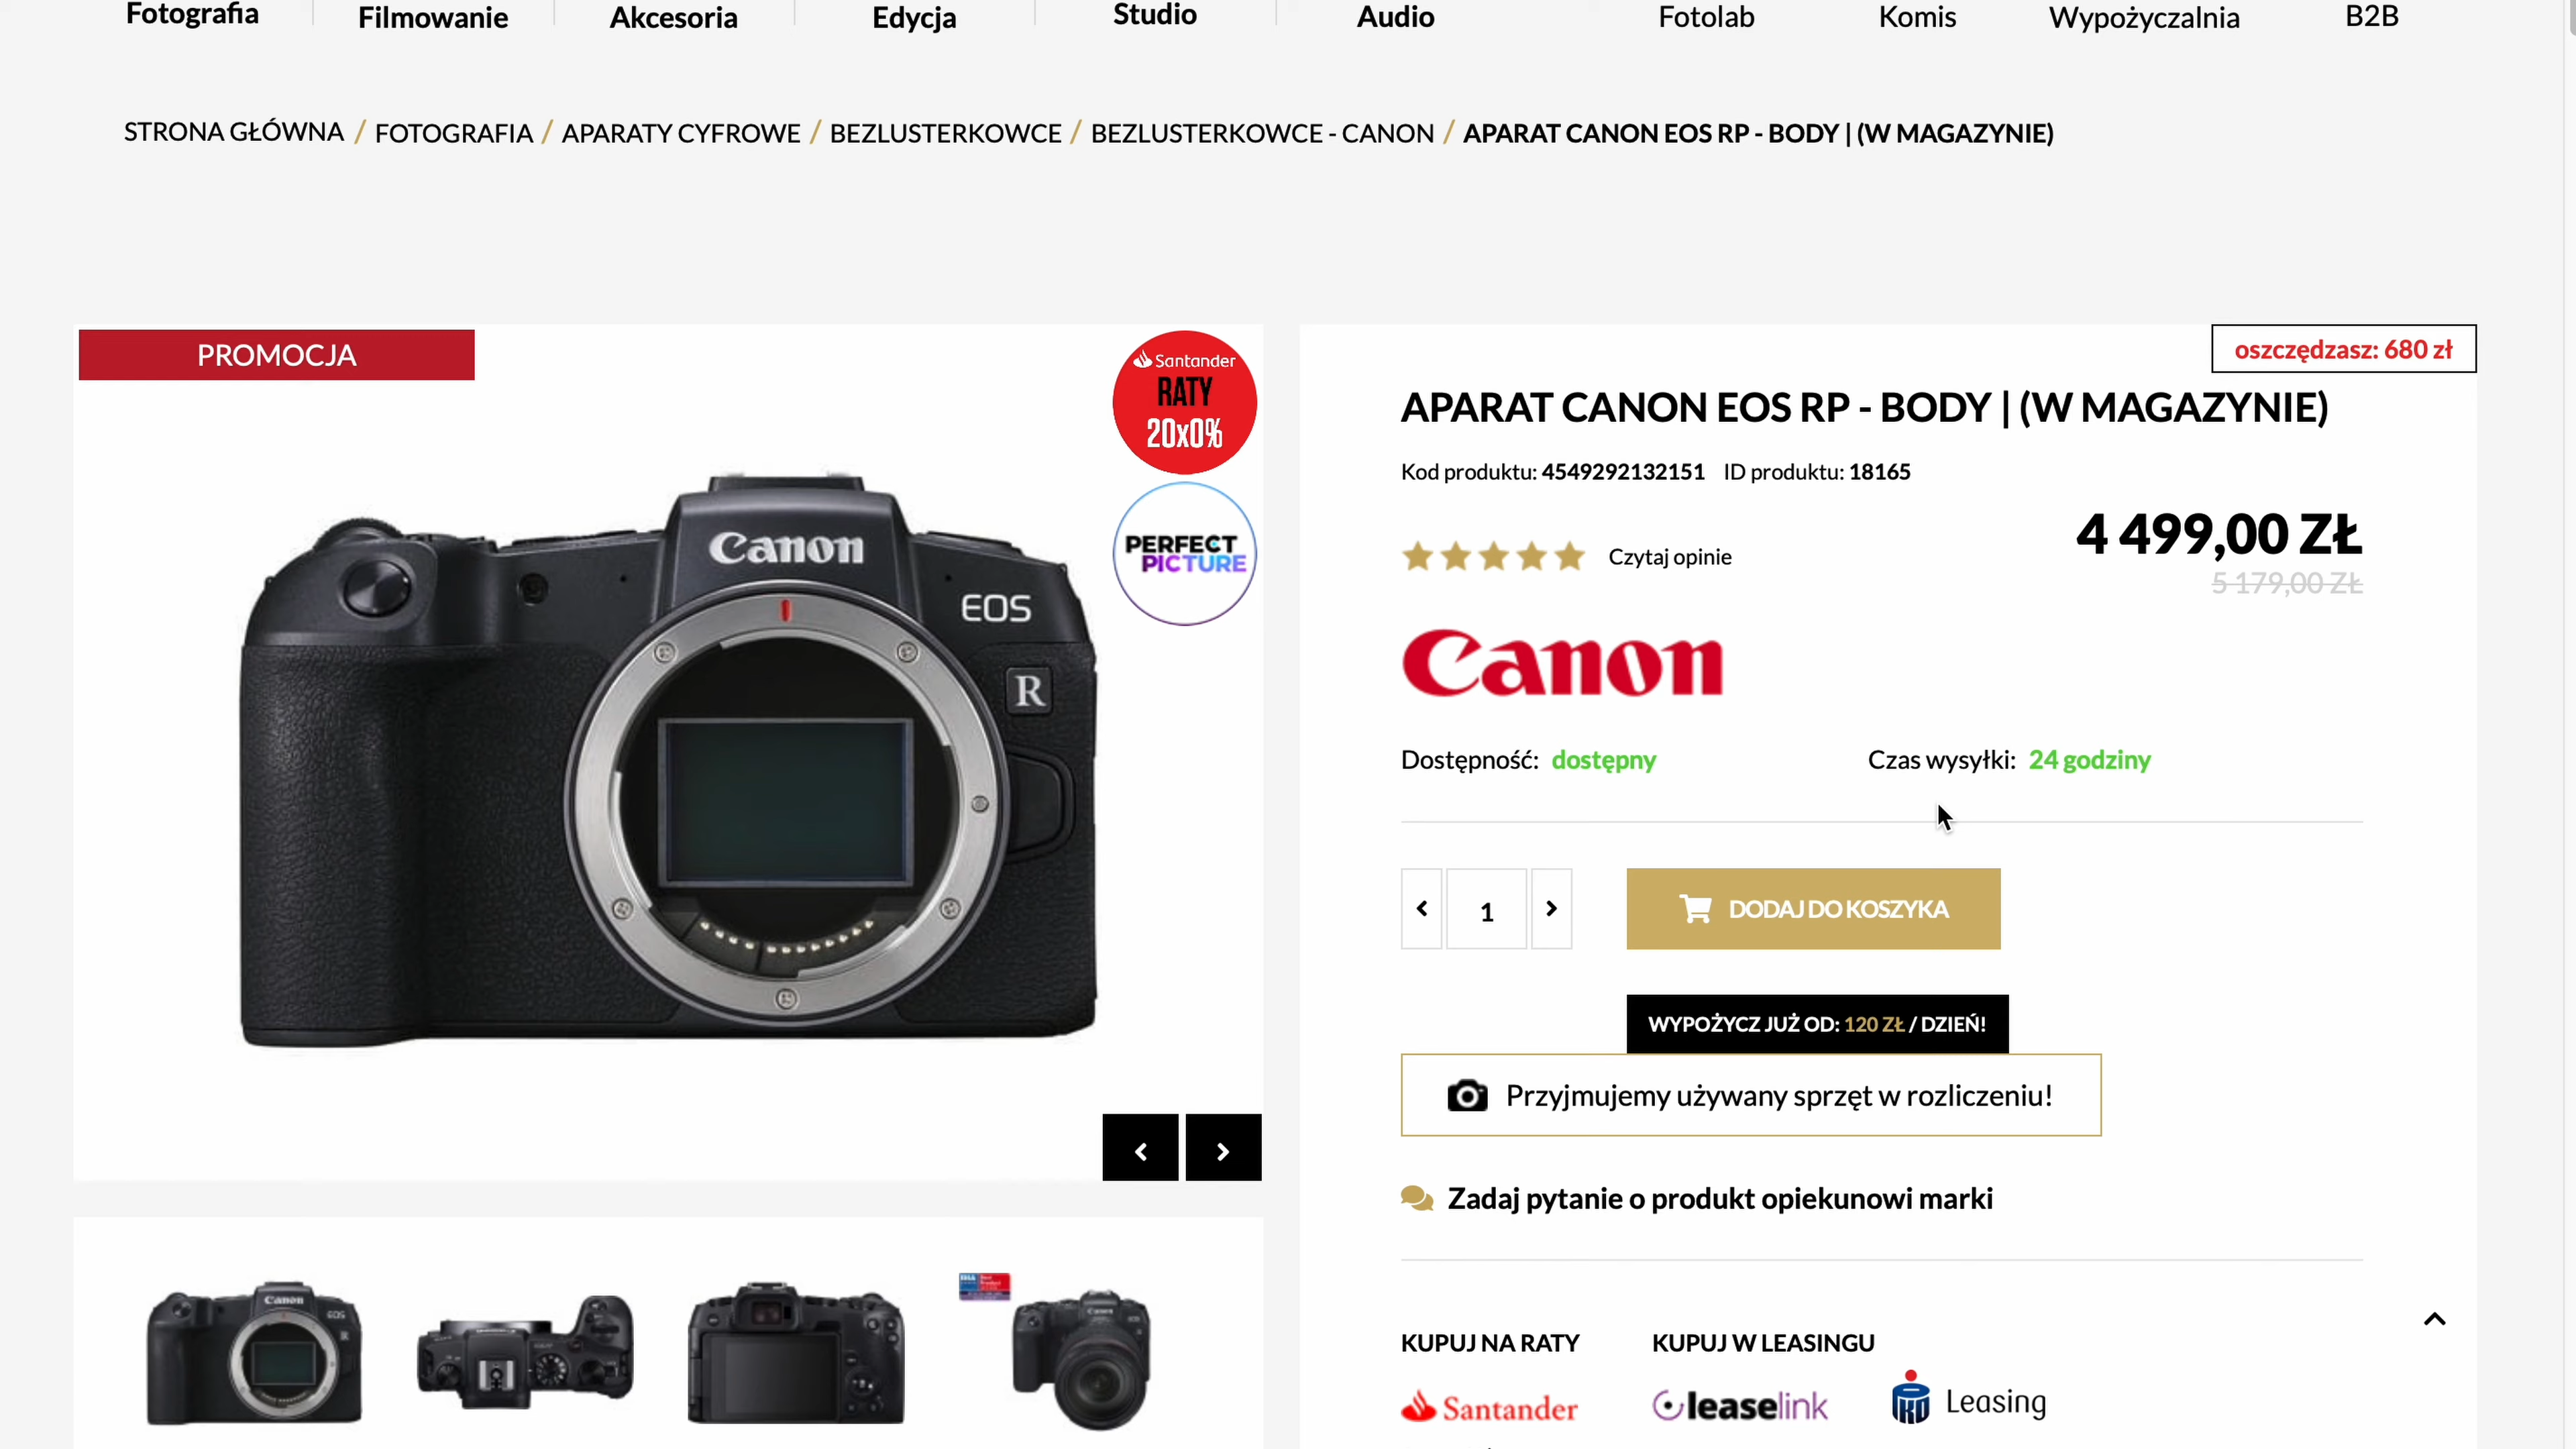 Fotografia
Filmowanie
Akcesoria
Edycja
Studio
Audio
Fotolab
Komis
Wypożyczalnia
B2B
STRONA GŁÓWNA / FOTOGRAFIA / APARATY CYFROWE / BEZLUSTERKOWCE / BEZLUSTERKOWCE - CANON / APARAT CANON EOS RP - BODY | (W MAGAZYNIE)
PROMOCJA
Santander
RATY
20x0%
PERFECT
PICTURE
Canon
EOS
R
oszczędzasz: 680 zł
APARAT CANON EOS RP - BODY | (W MAGAZYNIE)
Kod produktu: 4549292132151 ID produktu: 18165
4 499,00 ZŁ
Czytaj opinie
5 179,00 ZŁ
Canon
Dostępność: dostępny
Czas wysyłki: 24 godziny
1
DODAJ DO KOSZYKA
WYPOŻYCZ JUŻ OD: 120 ZŁ / DZIEŃ!
Przyjmujemy używany sprzęt w rozliczeniu!
Zadaj pytanie o produkt opiekunowi marki
Canon
EOS
R
KUPUJ NA RATY
KUPUJ W LEASINGU
Santander
leaselink
Leasing